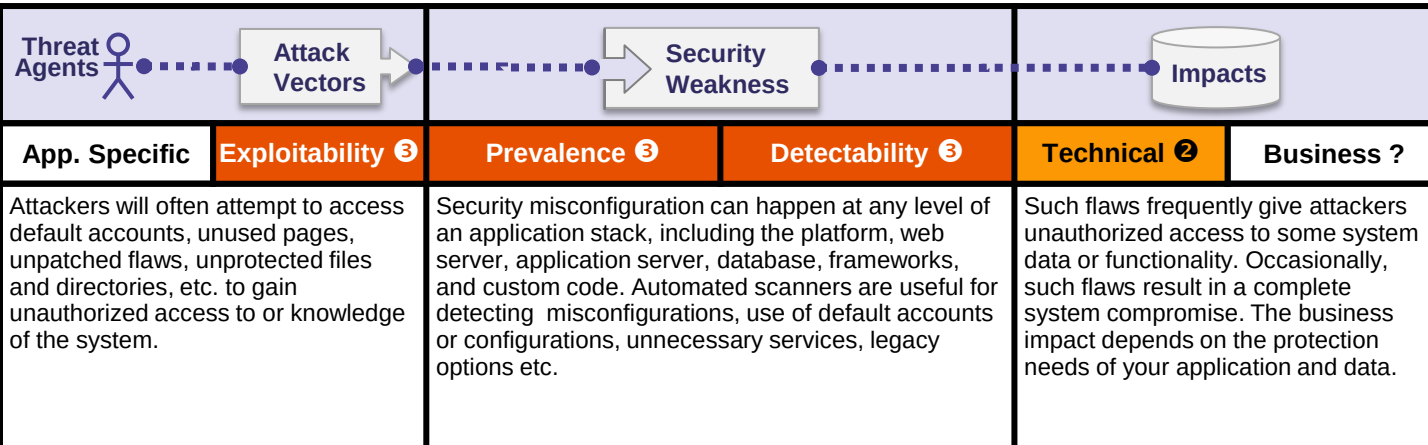 Threat
Agents
Attack
Vectors
Security
Weakness
Impacts
App. Specific
Exploitability ❸
Prevalence ❸
Detectability ❸
Technical ❷
Business ?
Attackers will often attempt to access
default accounts, unused pages,
unpatched flaws, unprotected files
and directories, etc. to gain
unauthorized access to or knowledge
of the system.
Security misconfiguration can happen at any level of
an application stack, including the platform, web
server, application server, database, frameworks,
and custom code. Automated scanners are useful for
detecting  misconfigurations, use of default accounts
or configurations, unnecessary services, legacy
options etc.
Such flaws frequently give attackers
unauthorized access to some system
data or functionality. Occasionally,
such flaws result in a complete
system compromise. The business
impact depends on the protection
needs of your application and data.